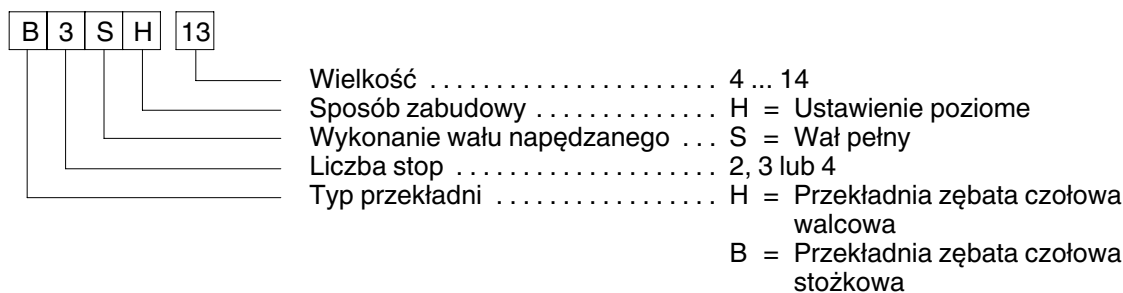 B 3 S H 13
Wielkość ...................... 4 ... 14
Sposób zabudowy .............. H = Ustawienie poziome
Wykonanie wału napędzanego ... S = Wał pełny
Liczba stop .................... 2, 3 lub 4
Typ przekładni ................. H = Przekładnia zębata czołowa
walcowa
B = Przekładnia zębata czołowa
stożkowa